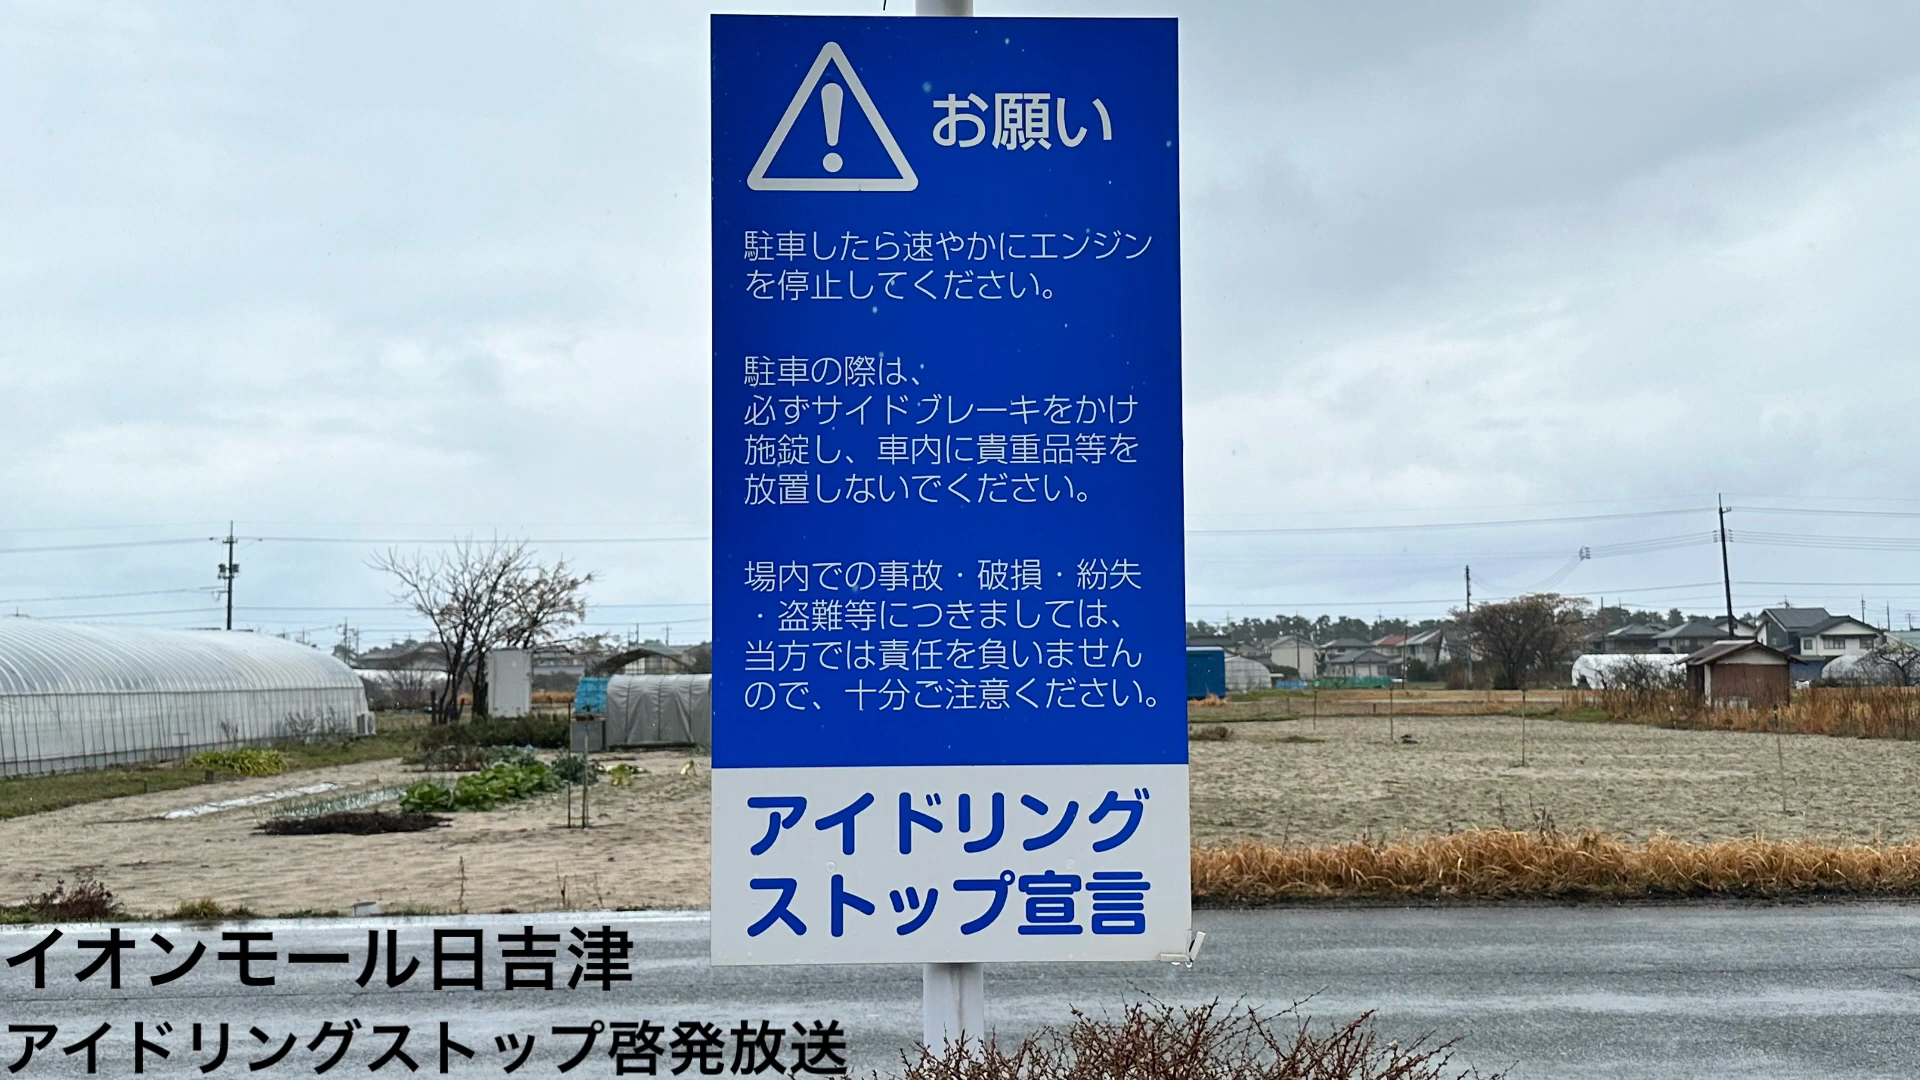 お願い
駐車したら速やかにエンジン
を停止してください。
駐車の際は、
必ずサイドブレーキをかけ
施錠し、車内に貴重品等を
放置しないでください。
場内での事故・破損・紛失
・盗難等につきましては、
当方では責任を負いません
ので、十分ご注意ください。
アイドリング
ストップ宣言
イオンモール日吉津
アイドリングストップ啓発放送